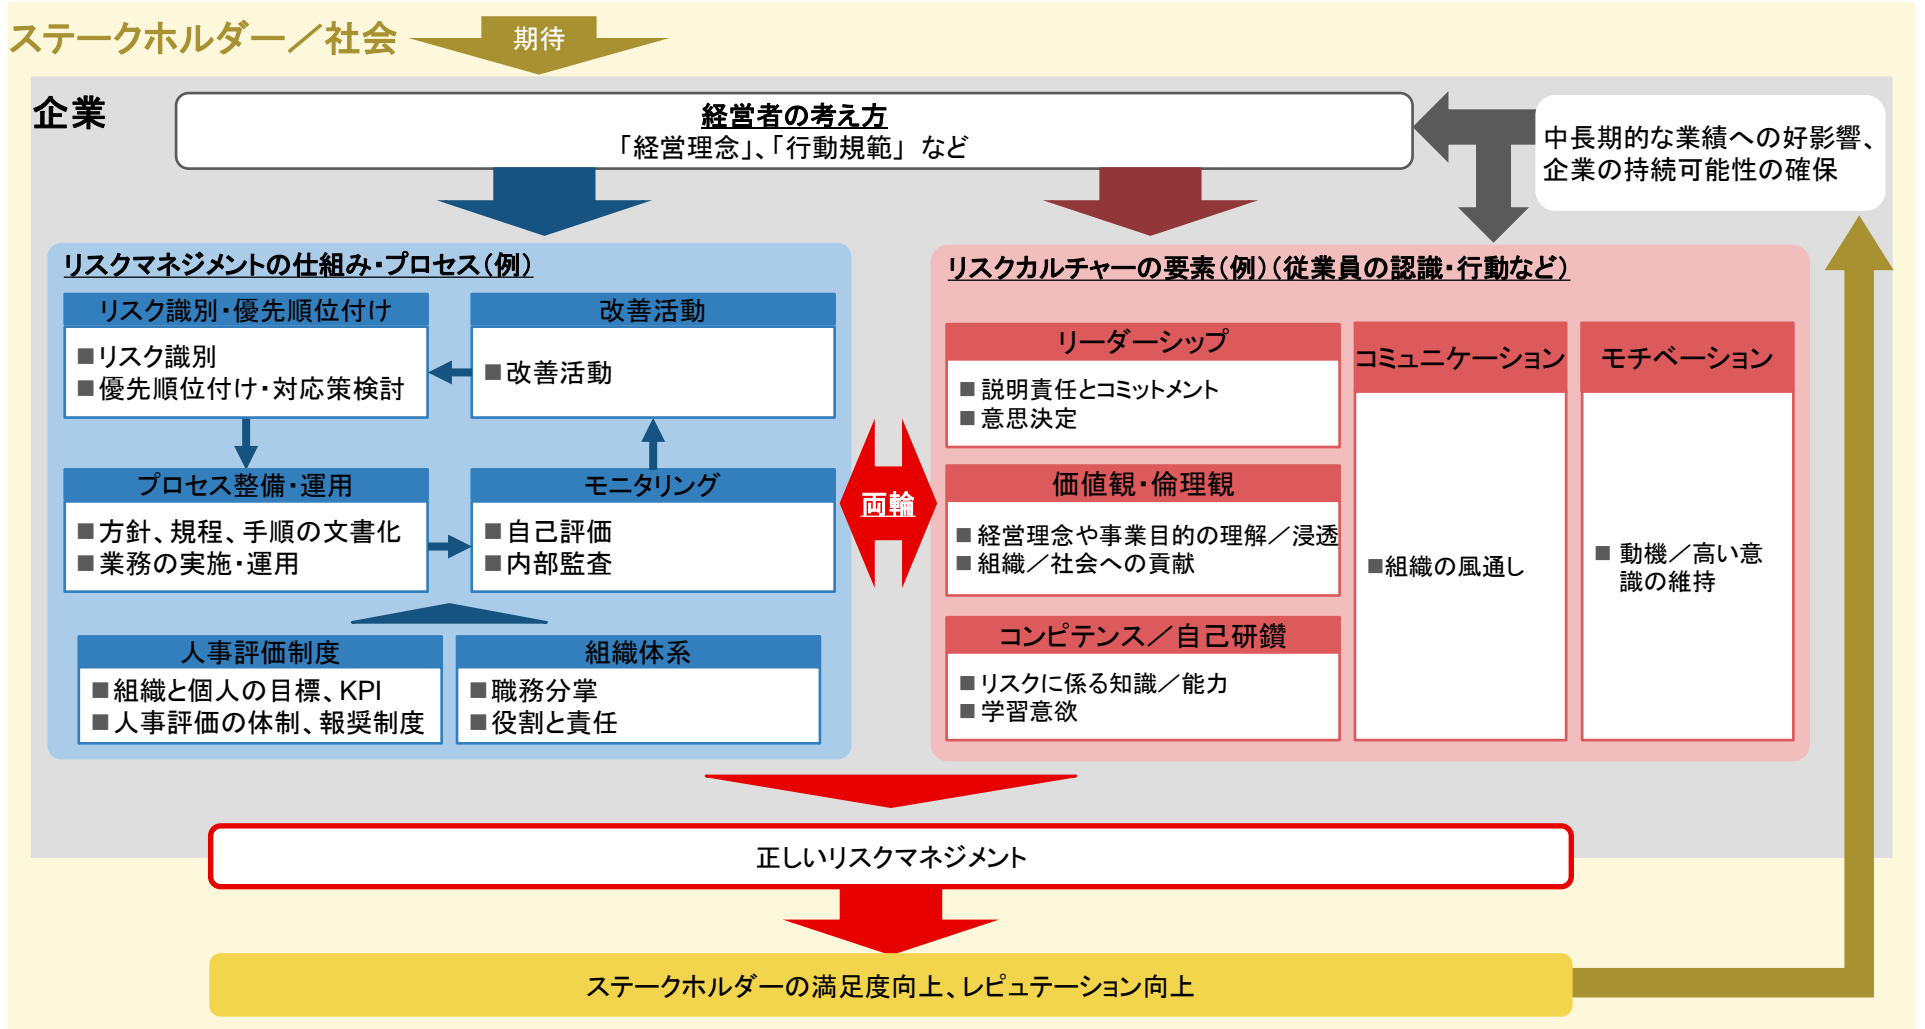 ステークホルダー／社会
期待
企業
経営者の考え方
「経営理念」、「行動規範」 など
中長期的な業績への好影響、
企業の持続可能性の確保
リスクマネジメントの仕組み・プロセス（例）
リスク識別・優先順位付け
■リスク識別
■優先順位付け・対応策検討
改善活動
■改善活動
プロセス整備・運用
■方針、規程、手順の文書化
■業務の実施・運用
モニタリング
■自己評価
■内部監査
人事評価制度
■組織と個人の目標、KPI
■人事評価の体制、報奨制度
組織体系
■職務分掌
■役割と責任
両輪
リスクカルチャーの要素（例）（従業員の認識・行動など）
リーダーシップ
■説明責任とコミットメント
■意思決定
価値観・倫理観
■経営理念や事業目的の理解／浸透
■組織／社会への貢献
コンピテンス／自己研鑽
■リスクに係る知識／能力
■学習意欲
コミュニケーション
■組織の風通し
モチベーション
■動機／高い意
識の維持
正しいリスクマネジメント
ステークホルダーの満足度向上、レピュテーション向上